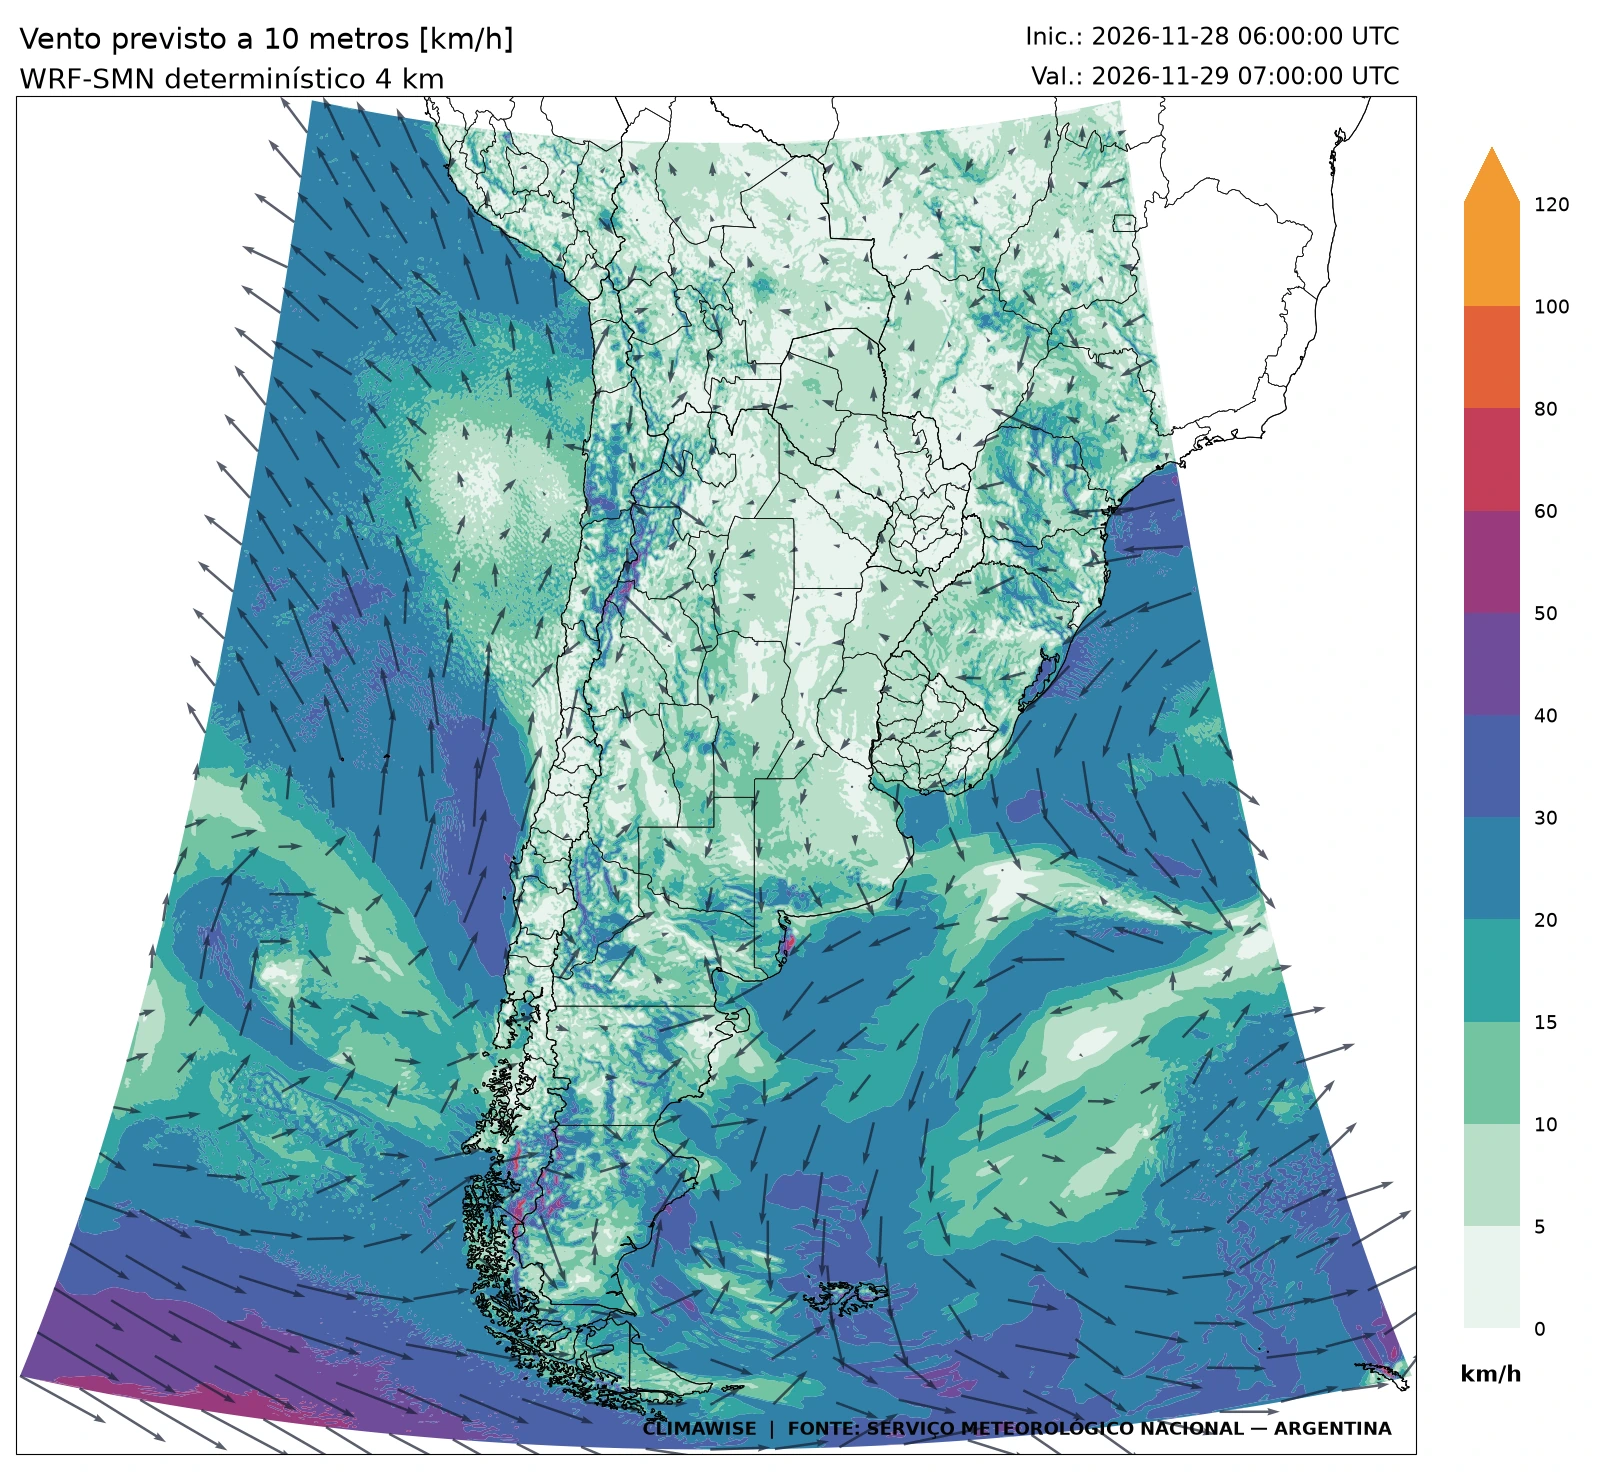 Vento previsto a 10 metros [km/h]
WRF-SMN determinístico 4 km
Inic.: 2026-11-28 06:00:00 UTC
Val.: 2026-11-29 07:00:00 UTC
120
100
80
60
50
40
30
20
15
10
5
0
km/h
CLIMAWISE | FONTE: SERVIÇO METEOROLÓGICO NACIONAL — ARGENTINA